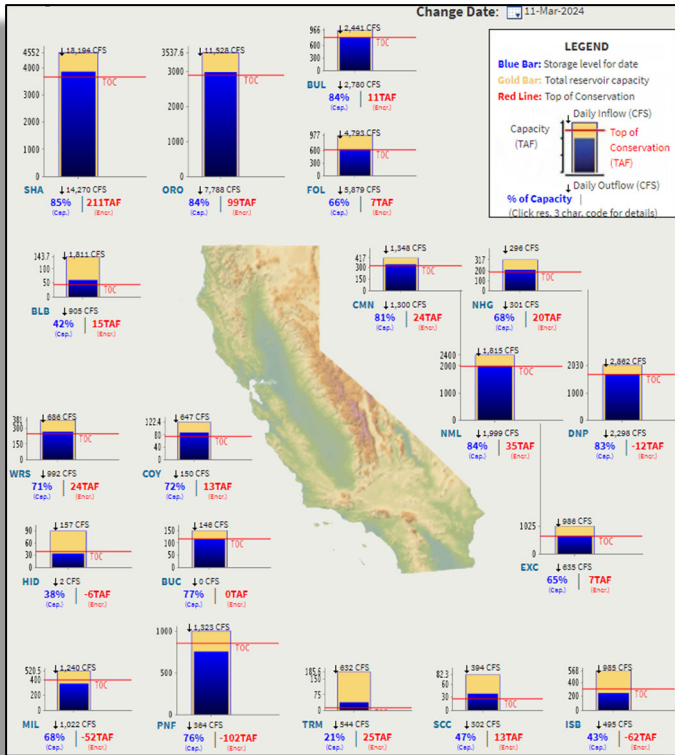 Change Date: 11-Mar-2024
LEGEND
Blue Bar: Storage level for date
Gold Bar: Total reservoir capacity
Red Line: Top of Conservation
Daily Inflow (CFS)
Capacity (TAF)
Top of Conservation (TAF)
Daily Outflow (CFS)
% of Capacity
(Click res. 3 char. code for details)
18,194 CFS
4552
4000
3000
2000
1000
0
TOC
SHA
14,270 CFS
85% 211TAF
(Cap.) (Encr.)
11,528 CFS
3537.6
3000
2000
1000
0
TOC
ORO
7,788 CFS
84% 99TAF
(Cap.) (Encr.)
2,441 CFS
966
600
300
0
TOC
BUL
2,780 CFS
84% 11TAF
(Cap.) (Encr.)
4,793 CFS
977
600
300
0
TOC
FOL
5,879 CFS
66% 7TAF
(Cap.) (Encr.)
1,811 CFS
143.7
100
50
0
TOC
BLB
905 CFS
42% 15TAF
(Cap.) (Encr.)
1,348 CFS
417
300
0
TOC
CMN
1,300 CFS
81% 24TAF
(Cap.) (Encr.)
296 CFS
317
200
100
0
TOC
NHG
301 CFS
68% 20TAF
(Cap.) (Encr.)
1,815 CFS
2400
2000
1000
0
TOC
NML
1,999 CFS
84% 35TAF
(Cap.) (Encr.)
2,862 CFS
2030
1000
0
TOC
DNP
2,298 CFS
83% -12TAF
(Cap.) (Encr.)
686 CFS
381
300
150
0
TOC
WRS
992 CFS
71% 24TAF
(Cap.) (Encr.)
647 CFS
122.4
80
40
0
TOC
COY
150 CFS
72% 13TAF
(Cap.) (Encr.)
157 CFS
90
60
30
0
TOC
HID
2 CFS
38% -6TAF
(Cap.) (Encr.)
146 CFS
150
100
50
0
TOC
BUC
0 CFS
77% 0TAF
(Cap.) (Encr.)
986 CFS
1025
0
TOC
EXC
635 CFS
65% 7TAF
(Cap.) (Encr.)
1,240 CFS
520.5
400
200
0
TOC
MIL
1,022 CFS
68% -52TAF
(Cap.) (Encr.)
1,323 CFS
1000
500
0
TOC
PNF
364 CFS
76% -102TAF
(Cap.) (Encr.)
632 CFS
185.6
150
75
0
TOC
TRM
544 CFS
21% 25TAF
(Cap.) (Encr.)
394 CFS
82.3
60
30
0
TOC
SCC
302 CFS
47% 13TAF
(Cap.) (Encr.)
985 CFS
568
400
200
0
TOC
ISB
495 CFS
43% -62TAF
(Cap.) (Encr.)